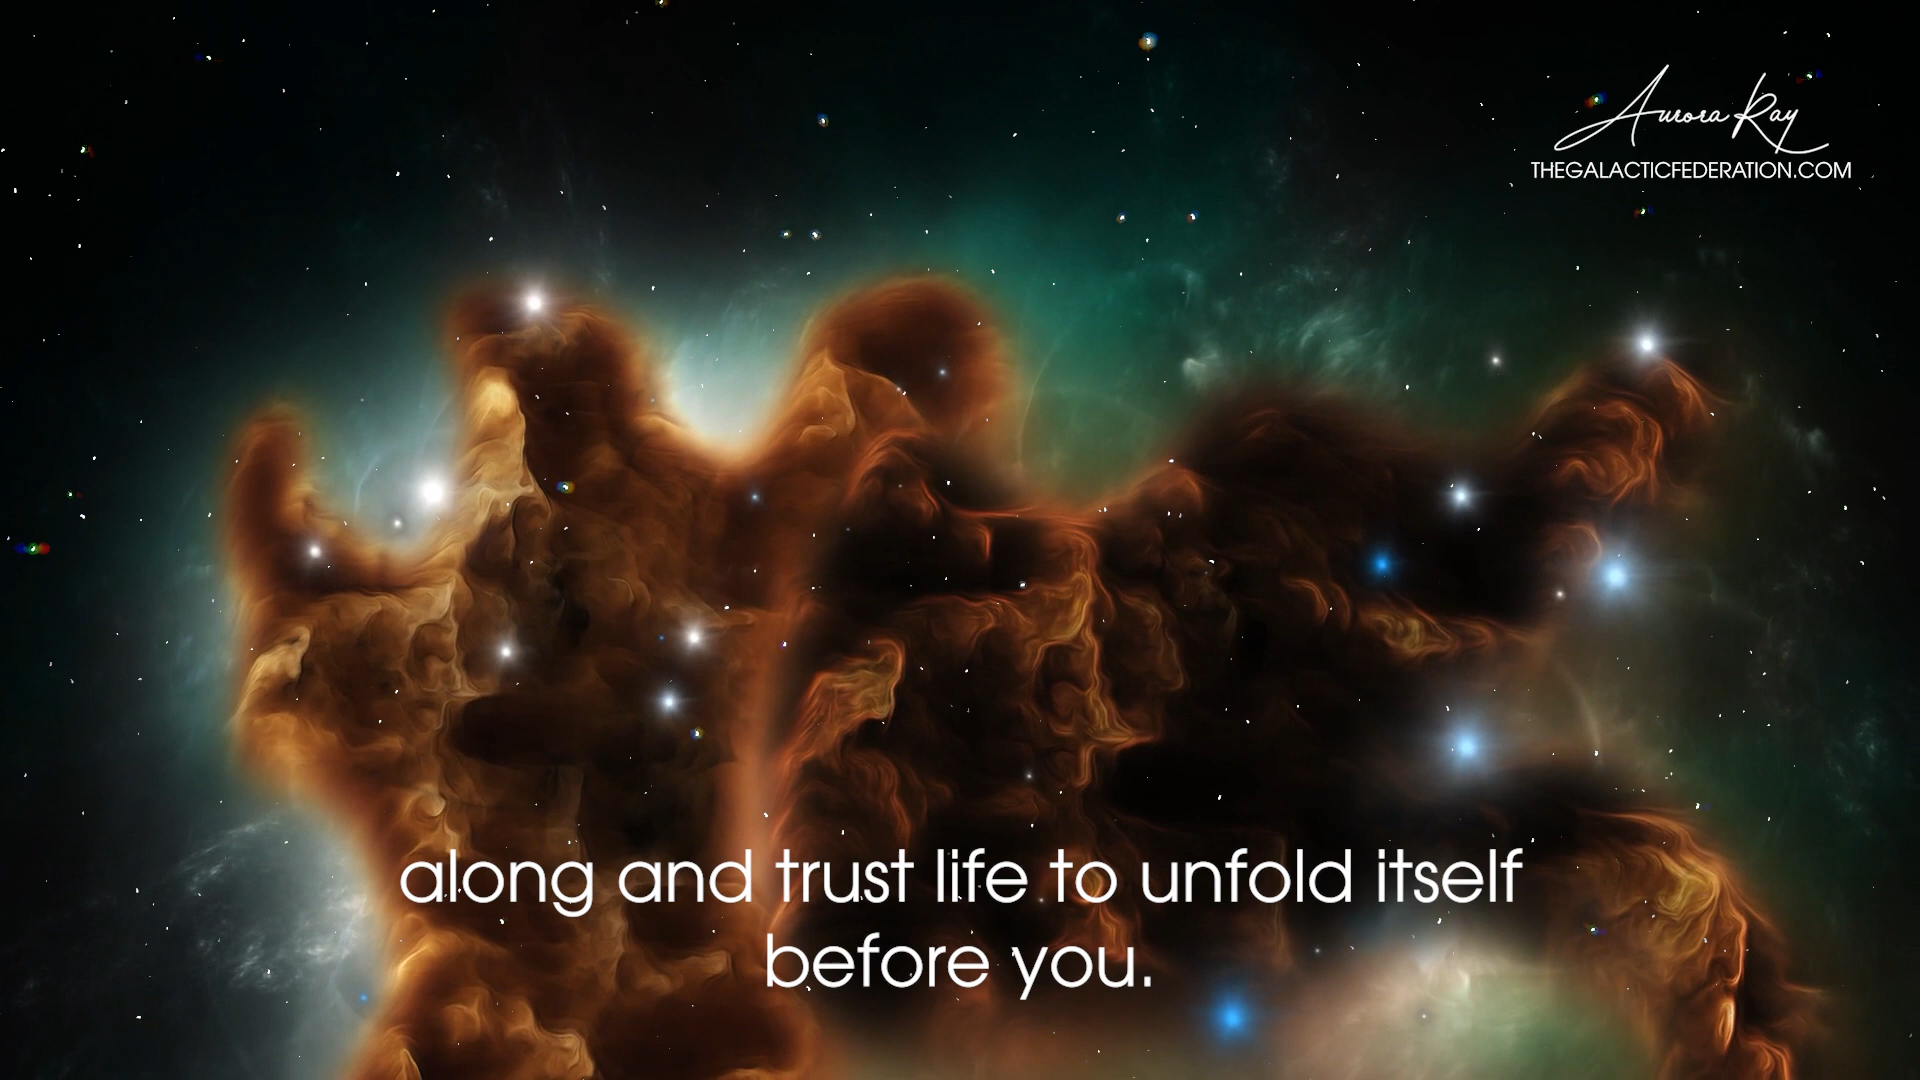 Aurora Ray
THEGALACTICFEDERATION.COM
along and trust life to unfold itself
before you.